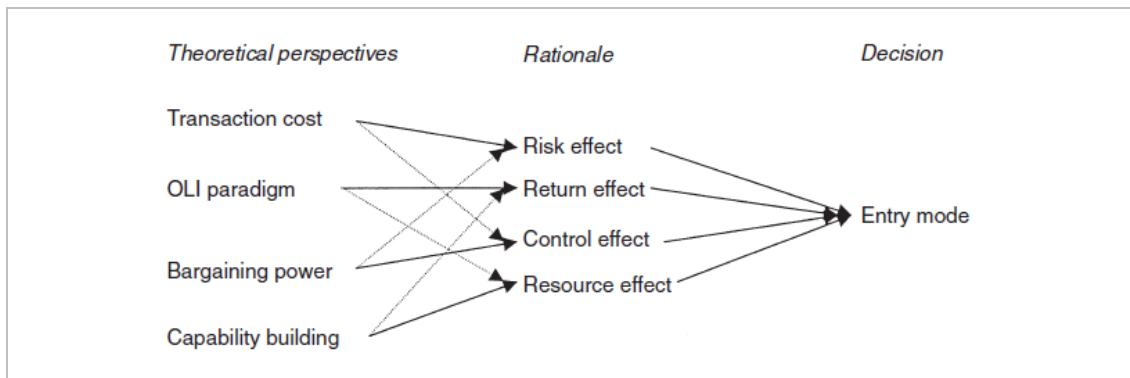 Theoretical perspectives
Rationale
Decision
Transaction cost
OLI paradigm
Bargaining power
Capability building
Risk effect
Return effect
Control effect
Resource effect
Entry mode